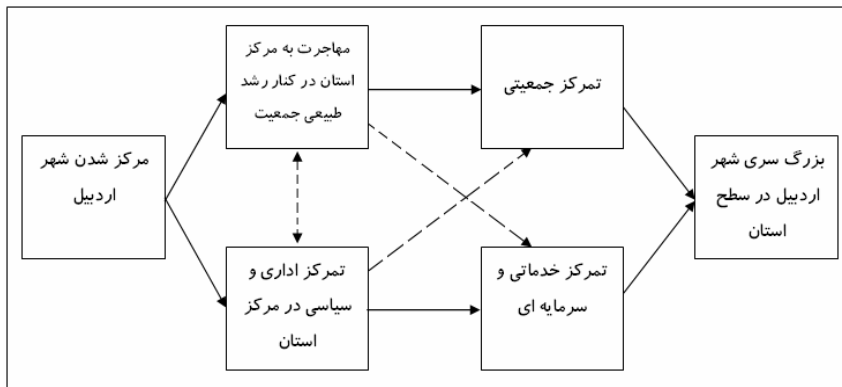 مرکز شدن شهر
اردبیل
مهاجرت به مرکز
استان در کنار رشد
طبیعی جمعیت
تمرکز اداری و
سیاسی در مرکز
استان
تمرکز جمعیتی
تمرکز خدماتی و
سرمایه ای
بزرگ سری شهر
اردبیل در سطح
استان